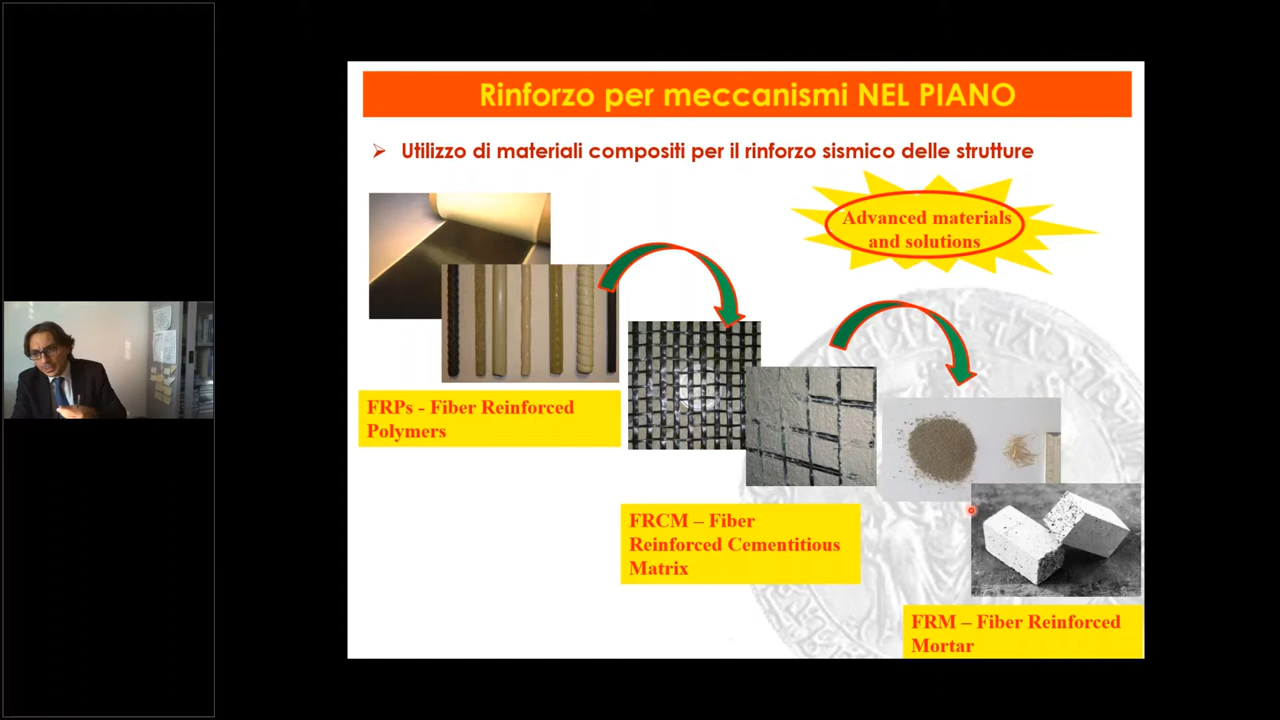 Rinforzo per meccanismi NEL PIANO
Utilizzo di materiali compositi per il rinforzo sismico delle strutture
Advanced materials
and solutions
FRPs - Fiber Reinforced
Polymers
FRCM – Fiber
Reinforced Cementitious
Matrix
FRM – Fiber Reinforced
Mortar